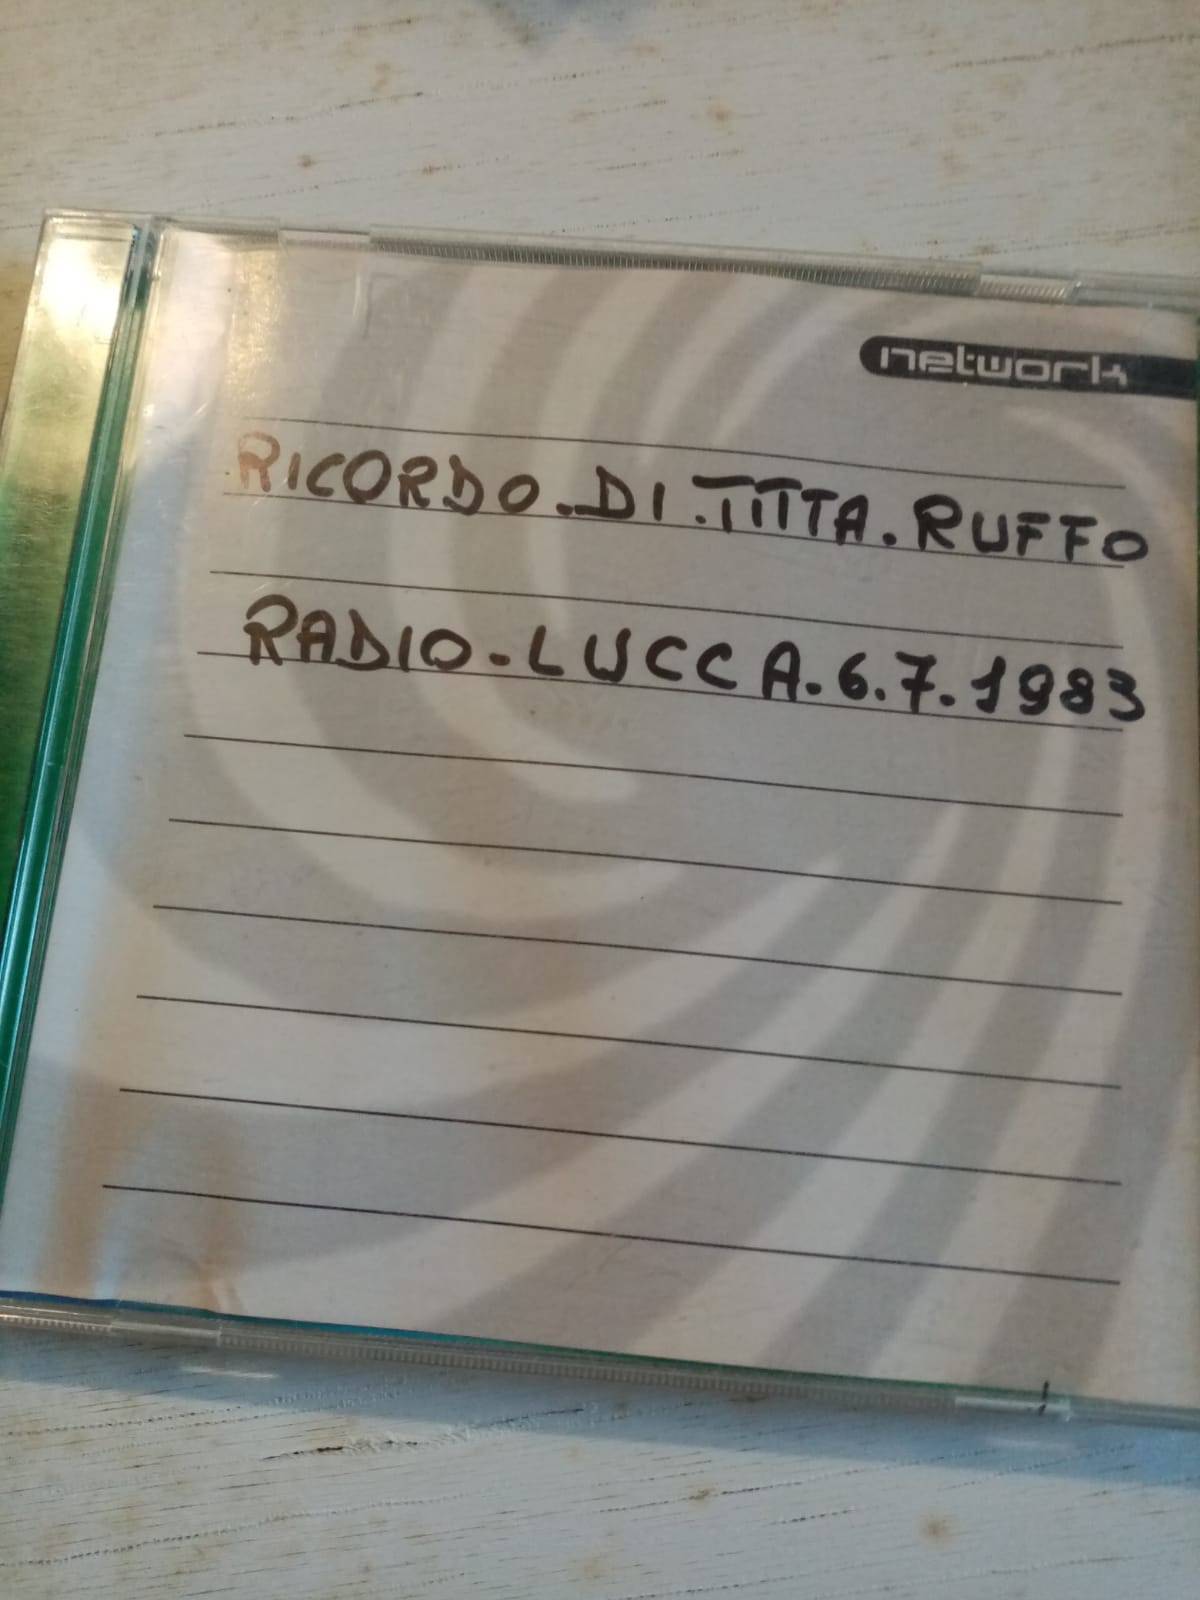 network
RICORDO.DI.TITTA.RUFFO
RADIO.LUCCA.6.7.1983